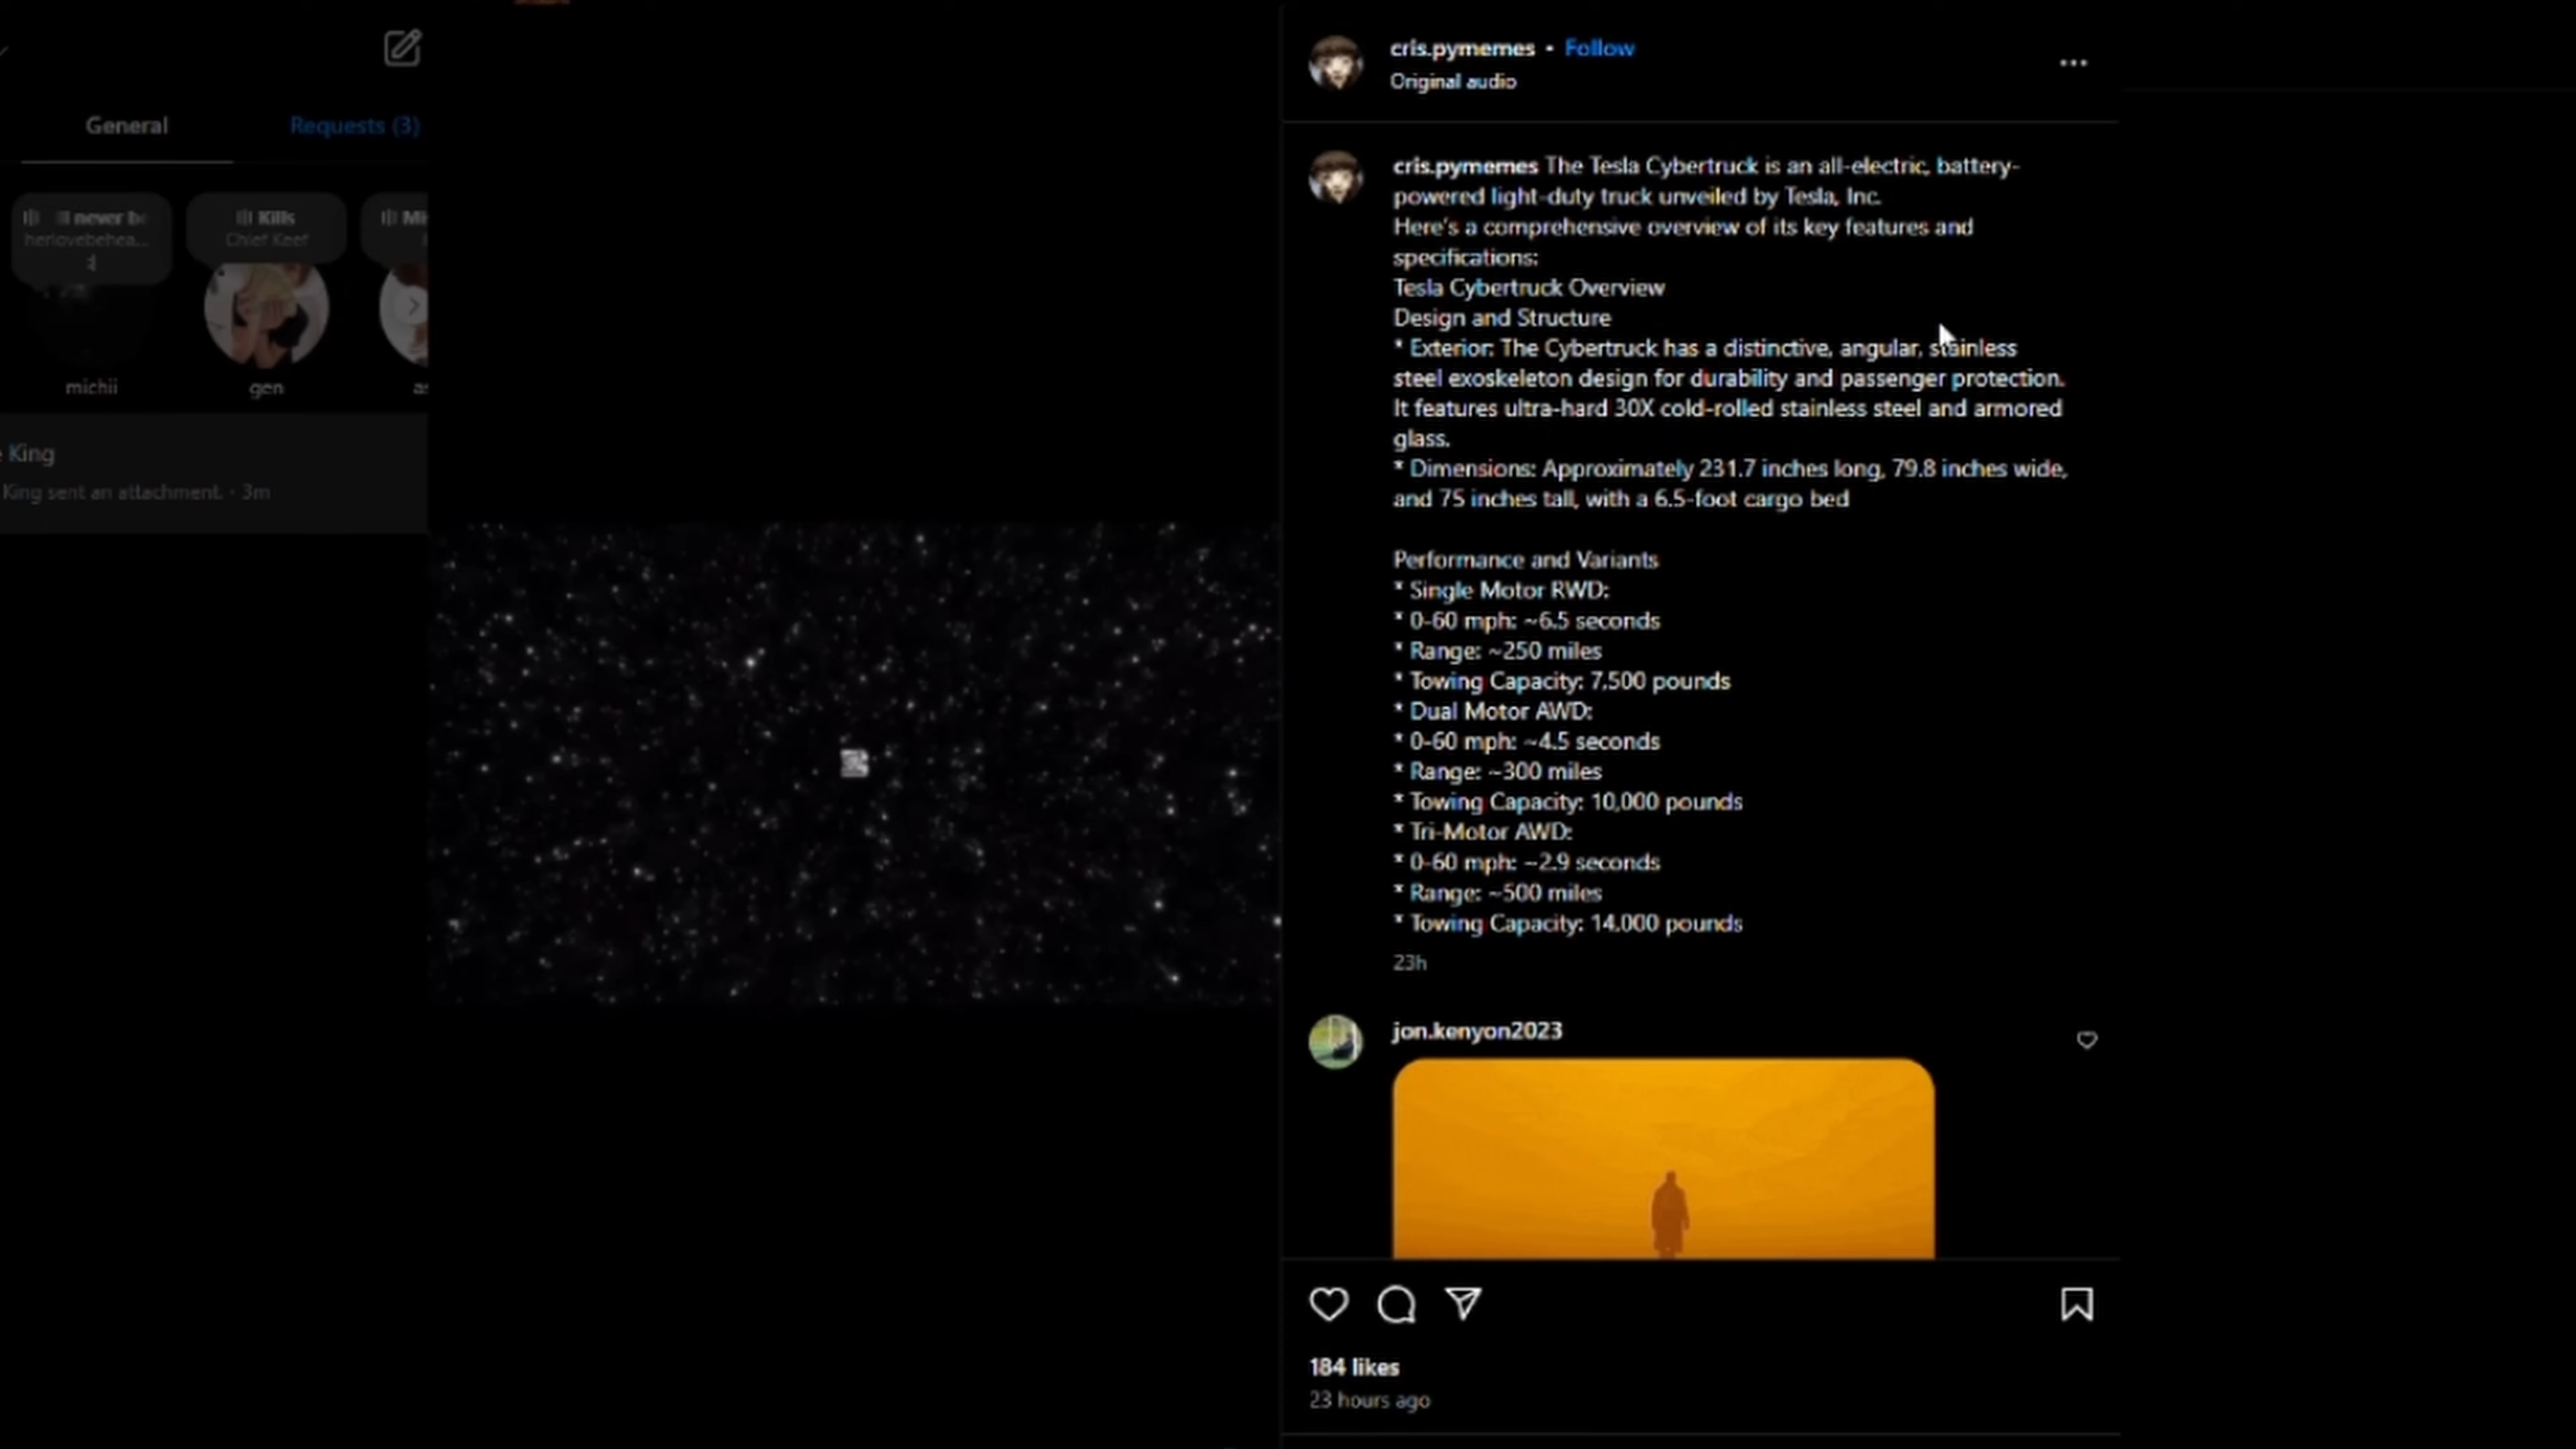 General
Requests (3)
never be
herlovebehea...
Kills
Chief Keef
michii
gen
King
King sent an attachment. · 3m
cris.pymemes • Follow
Original audio
cris.pymemes The Tesla Cybertruck is an all-electric, battery-
powered light-duty truck unveiled by Tesla, Inc.
Here's a comprehensive overview of its key features and
specifications:
Tesla Cybertruck Overview
Design and Structure
* Exterior: The Cybertruck has a distinctive, angular, stainless
steel exoskeleton design for durability and passenger protection.
It features ultra-hard 30X cold-rolled stainless steel and armored
glass.
* Dimensions: Approximately 231.7 inches long, 79.8 inches wide,
and 75 inches tall, with a 6.5-foot cargo bed
Performance and Variants
* Single Motor RWD:
* 0-60 mph: ~6.5 seconds
* Range: ~250 miles
* Towing Capacity: 7,500 pounds
* Dual Motor AWD:
* 0-60 mph: ~4.5 seconds
* Range: ~300 miles
* Towing Capacity: 10,000 pounds
* Tri-Motor AWD:
* 0-60 mph: ~2.9 seconds
* Range: ~500 miles
* Towing Capacity: 14,000 pounds
23h
jon.kenyon2023
184 likes
23 hours ago